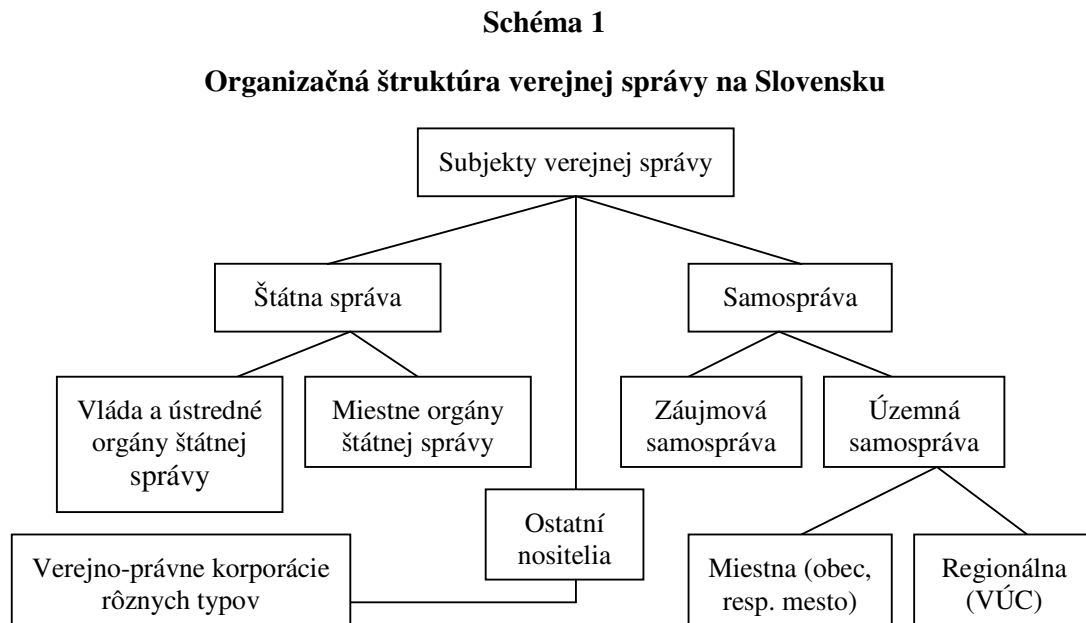 Schéma 1
Organizačná štruktúra verejnej správy na Slovensku
Subjekty verejnej správy
Štátna správa
Samospráva
Vláda a ústredné
orgány štátnej
správy
Miestne orgány
štátnej správy
Záujmová
samospráva
Územná
samospráva
Ostatní
nositelia
Verejno-právne korporácie
rôznych typov
Miestna (obec,
resp. mesto)
Regionálna
(VÚC)